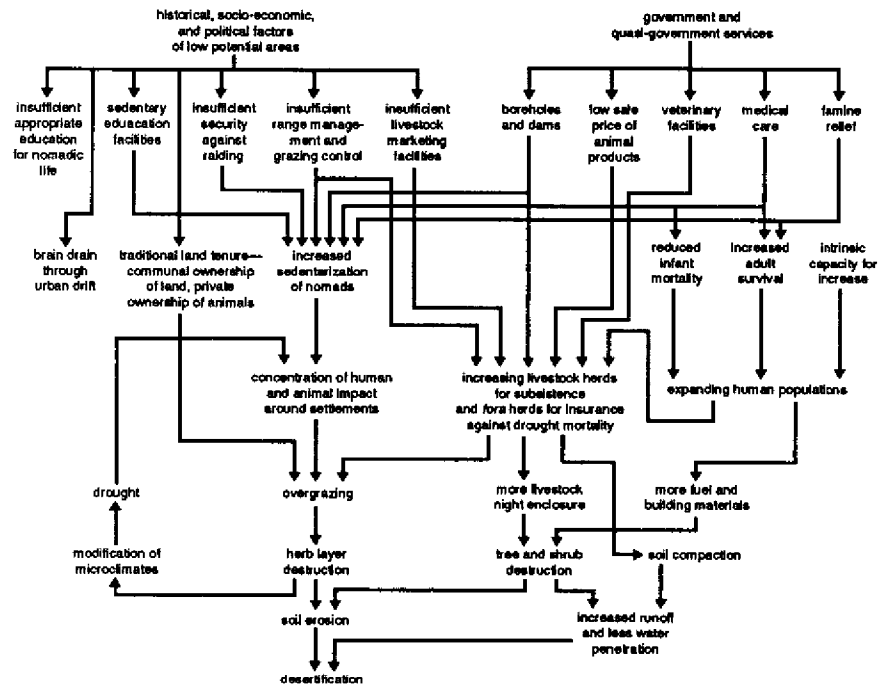 historical, socio-economic,
and political factors
of low potential areas
government and
quasi-government services
insufficient
appropriate
education
for nomadic
life
sedentary
eduacation
facilities
insufficient
security
against
raiding
insufficient
range manage-
ment and
grazing control
insufficient
livestock
marketing
facilities
boreholes
and dams
low sale
price of
animal
products
veterinary
facilities
medical
care
famine
relief
brain drain
through
urban drift
traditional land tenure—
communal ownership
of land, private
ownership of animals
increased
sedenterization
of nomads
reduced
infant
mortality
increased
adult
survival
intrinsic
capacity for
increase
concentration of human
and animal impact
around settlements
increasing livestock herds
for subsistence
and fora herds for insurance
against drought mortality
expanding human populations
drought
overgrazing
more livestock
night enclosure
more fuel and
building materials
modification of
microclimates
herb layer
destruction
tree and shrub
destruction
soil compaction
soil erosion
increased runoff
and less water
penetration
desertification